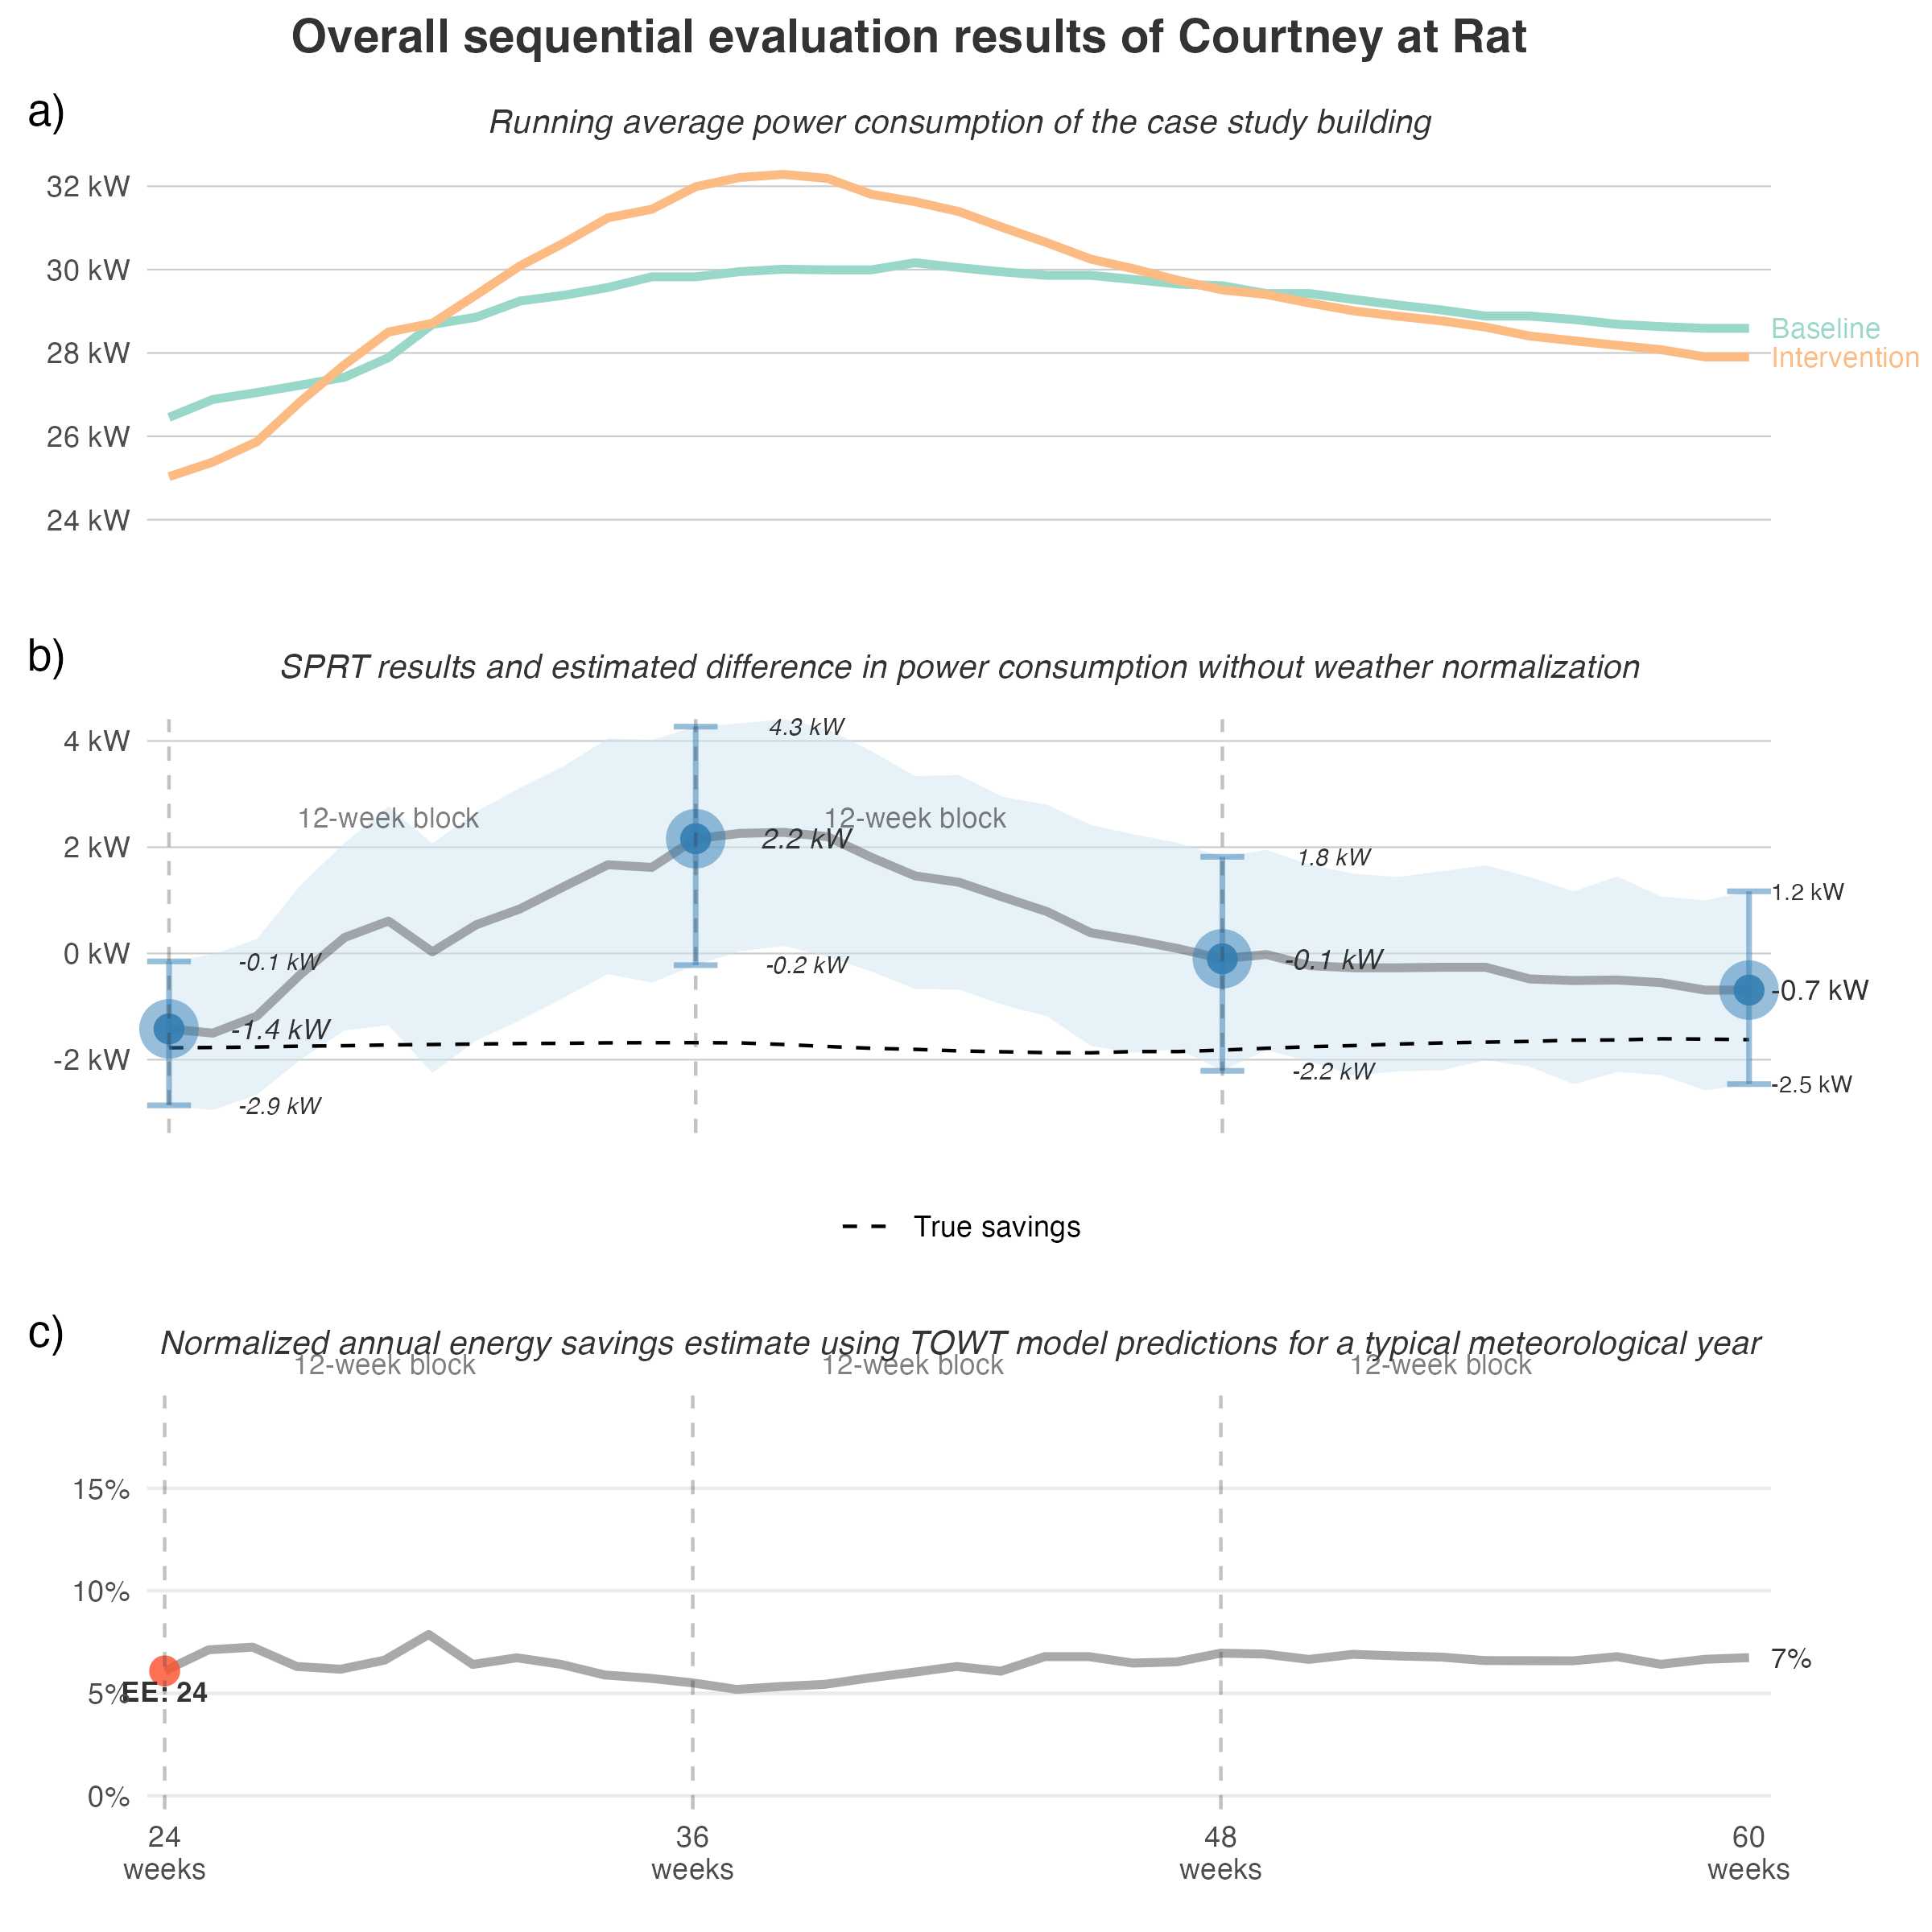 Overall sequential evaluation results of Courtney at Rat
a)
Running average power consumption of the case study building
32 kW
30 kW
28 kW
26 kW
24 kW
Baseline
Intervention
b)
SPRT results and estimated difference in power consumption without weather normalization
4 kW
2 kW
0 kW
-2 kW
12-week block
12-week block
4.3 kW
2.2 kW
-0.2 kW
-0.1 kW
-1.4 kW
-2.9 kW
1.8 kW
-0.1 kW
-2.2 kW
1.2 kW
-0.7 kW
-2.5 kW
True savings
c)
Normalized annual energy savings estimate using TOWT model predictions for a typical meteorological year
12-week block
12-week block
12-week block
15%
10%
5%
0%
EE: 24
7%
24
weeks
36
weeks
48
weeks
60
weeks